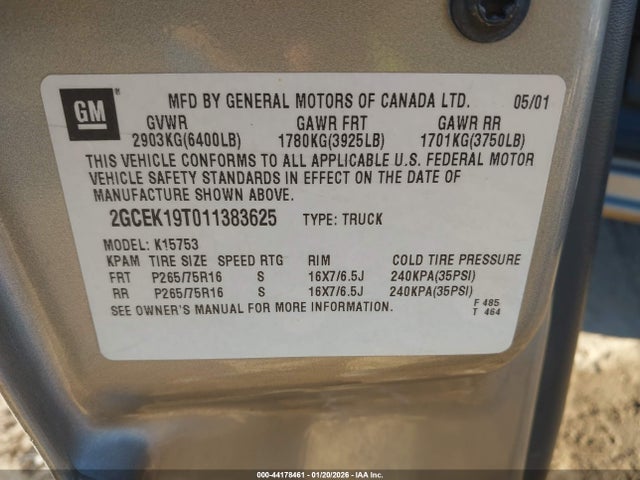 GM
MFD BY GENERAL MOTORS OF CANADA LTD. 05/01
GVWR GAWR FRT GAWR RR
2903KG(6400LB) 1780KG(3925LB) 1701KG(3750LB)
THIS VEHICLE CONFORMS TO ALL APPLICABLE U.S. FEDERAL MOTOR
VEHICLE SAFETY STANDARDS IN EFFECT ON THE DATE OF
MANUFACTURE SHOWN ABOVE.
2GCEK19T011383625 TYPE: TRUCK
MODEL: K15753
KPAM TIRE SIZE SPEED RTG RIM COLD TIRE PRESSURE
FRT P265/75R16 S 16X7/6.5J 240KPA(35PSI)
RR P265/75R16 S 16X7/6.5J 240KPA(35PSI)
SEE OWNER'S MANUAL FOR MORE INFORMATION.
F 485
T 464
000-44178461 - 01/20/2026 - IAA Inc.